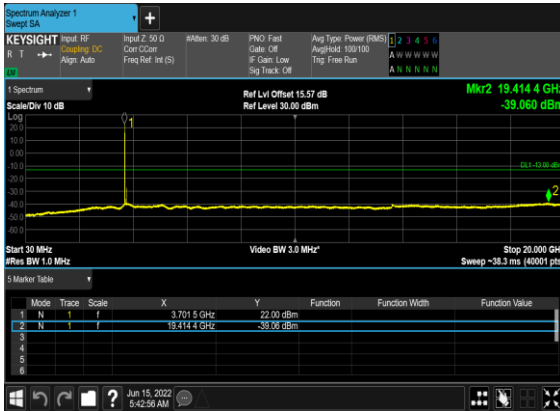 Spectrum Analyzer 1
Swept SA
KEYSIGHT
R T
LXI
Input: RF
Coupling: DC
Align: Auto
Input Z: 50 Ω
Corr CCorr
Freq Ref: Int (S)
#Atten: 30 dB
PNO: Fast
Gate: Off
IF Gain: Low
Sig Track: Off
Avg Type: Power (RMS)
Avg|Hold: 100/100
Trig: Free Run
1 2 3 4 5 6
A W W W W W
A N N N N N
1 Spectrum
Scale/Div 10 dB
Ref Lvl Offset 15.57 dB
Ref Level 30.00 dBm
Mkr2 19.414 4 GHz
-39.060 dBm
Log
1
20.0
10.0
0.00
-10.0
DL1 -13.00 dBm
-20.0
-30.0
2
-40.0
-50.0
-60.0
Start 30 MHz
#Res BW 1.0 MHz
Video BW 3.0 MHz*
Stop 20.000 GH
Sweep ~38.3 ms (40001 pts
5 Marker Table
Mode Trace Scale X Y Function Function Width Function Value
1 N 1 f 3.701 5 GHz 22.00 dBm
2 N 1 f 19.414 4 GHz -39.06 dBm
3
4
5
6
?
Jun 15, 2022
5:42:56 AM